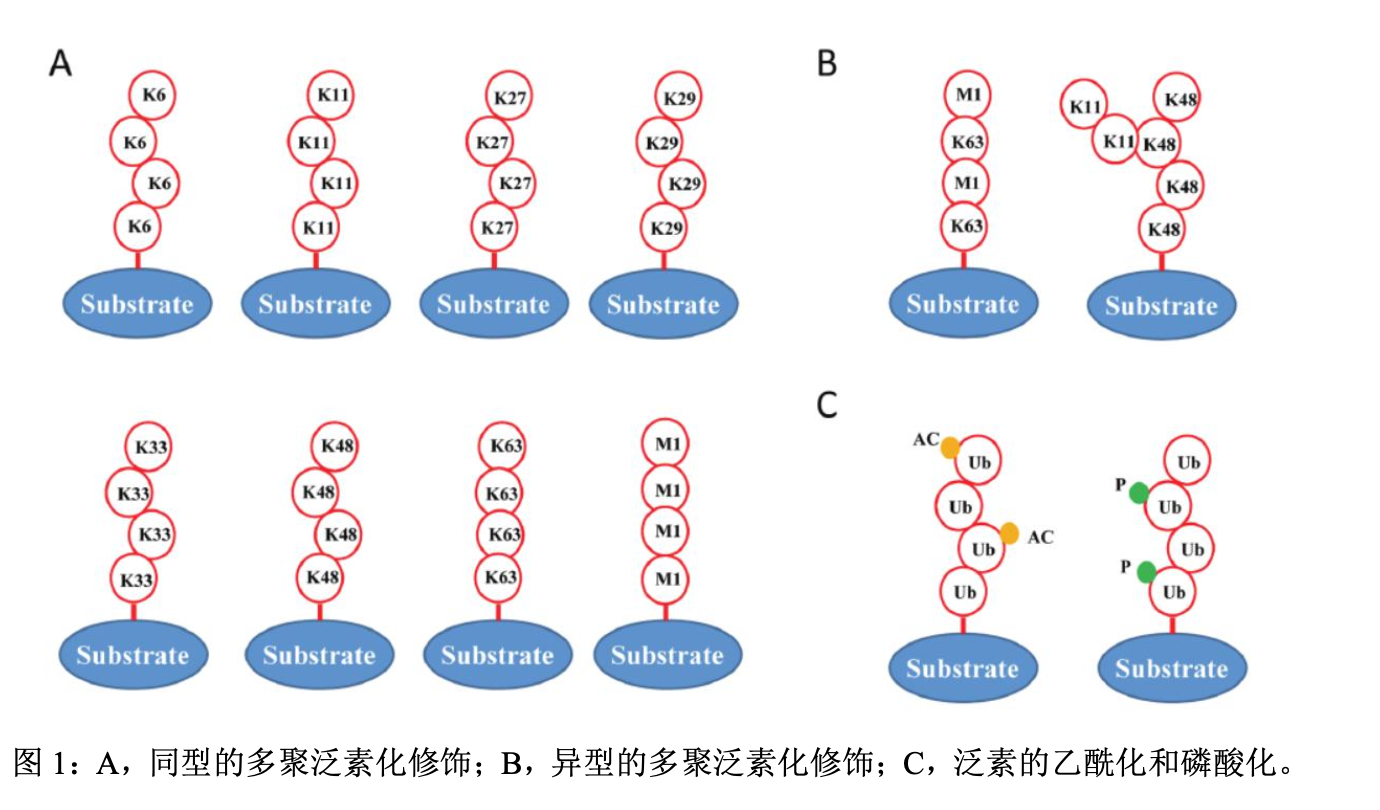 A
B
K6 K11 K27 K29 M1 K11 K48
K6 K11 K27 K29 K63 K11 K48
K6 K11 K27 K29 M1 K48
K6 K11 K27 K29 K63 K48
Substrate Substrate Substrate Substrate Substrate Substrate
C
K33 K48 K63 M1 AC Ub Ub
K33 K48 K63 M1 Ub P Ub
K33 K48 K63 M1 Ub AC Ub
K33 K48 K63 M1 Ub P Ub
Substrate Substrate Substrate Substrate Substrate Substrate
图 1：A，同型的多聚泛素化修饰；B，异型的多聚泛素化修饰；C，泛素的乙酰化和磷酸化。